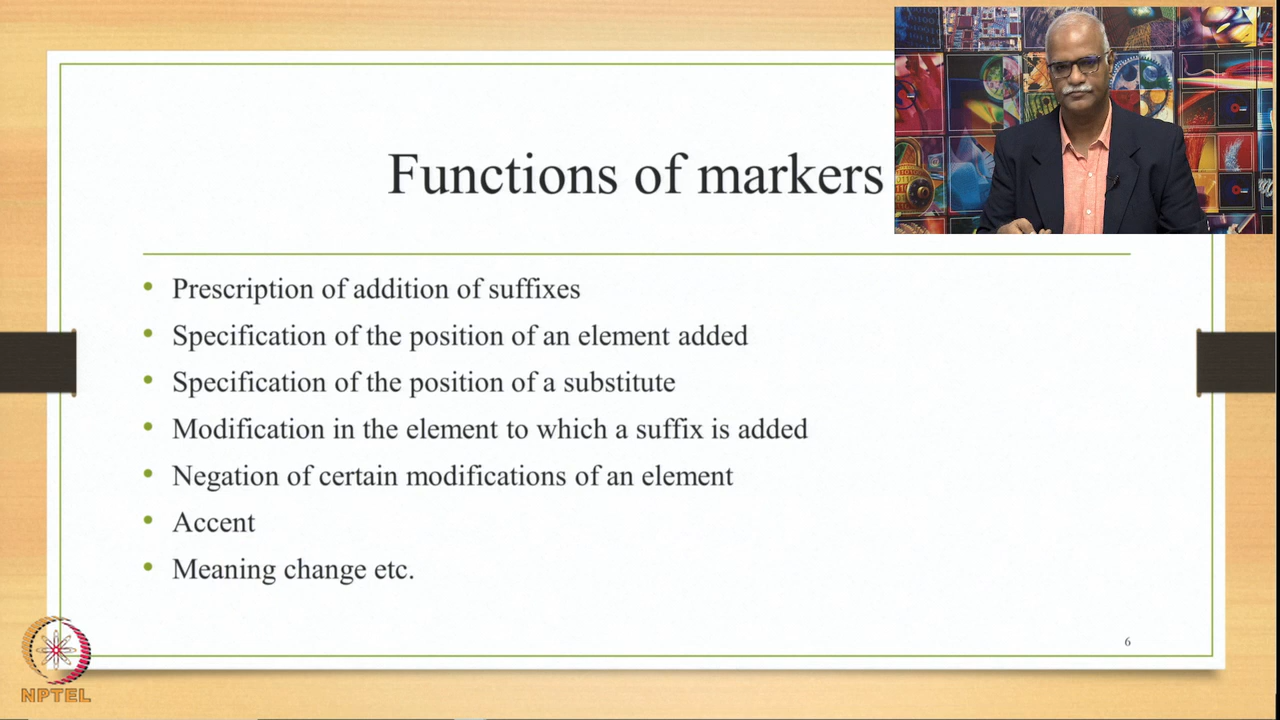 Functions of markers
• Prescription of addition of suffixes
• Specification of the position of an element added
• Specification of the position of a substitute
• Modification in the element to which a suffix is added
• Negation of certain modifications of an element
• Accent
• Meaning change etc.
6
NPTEL